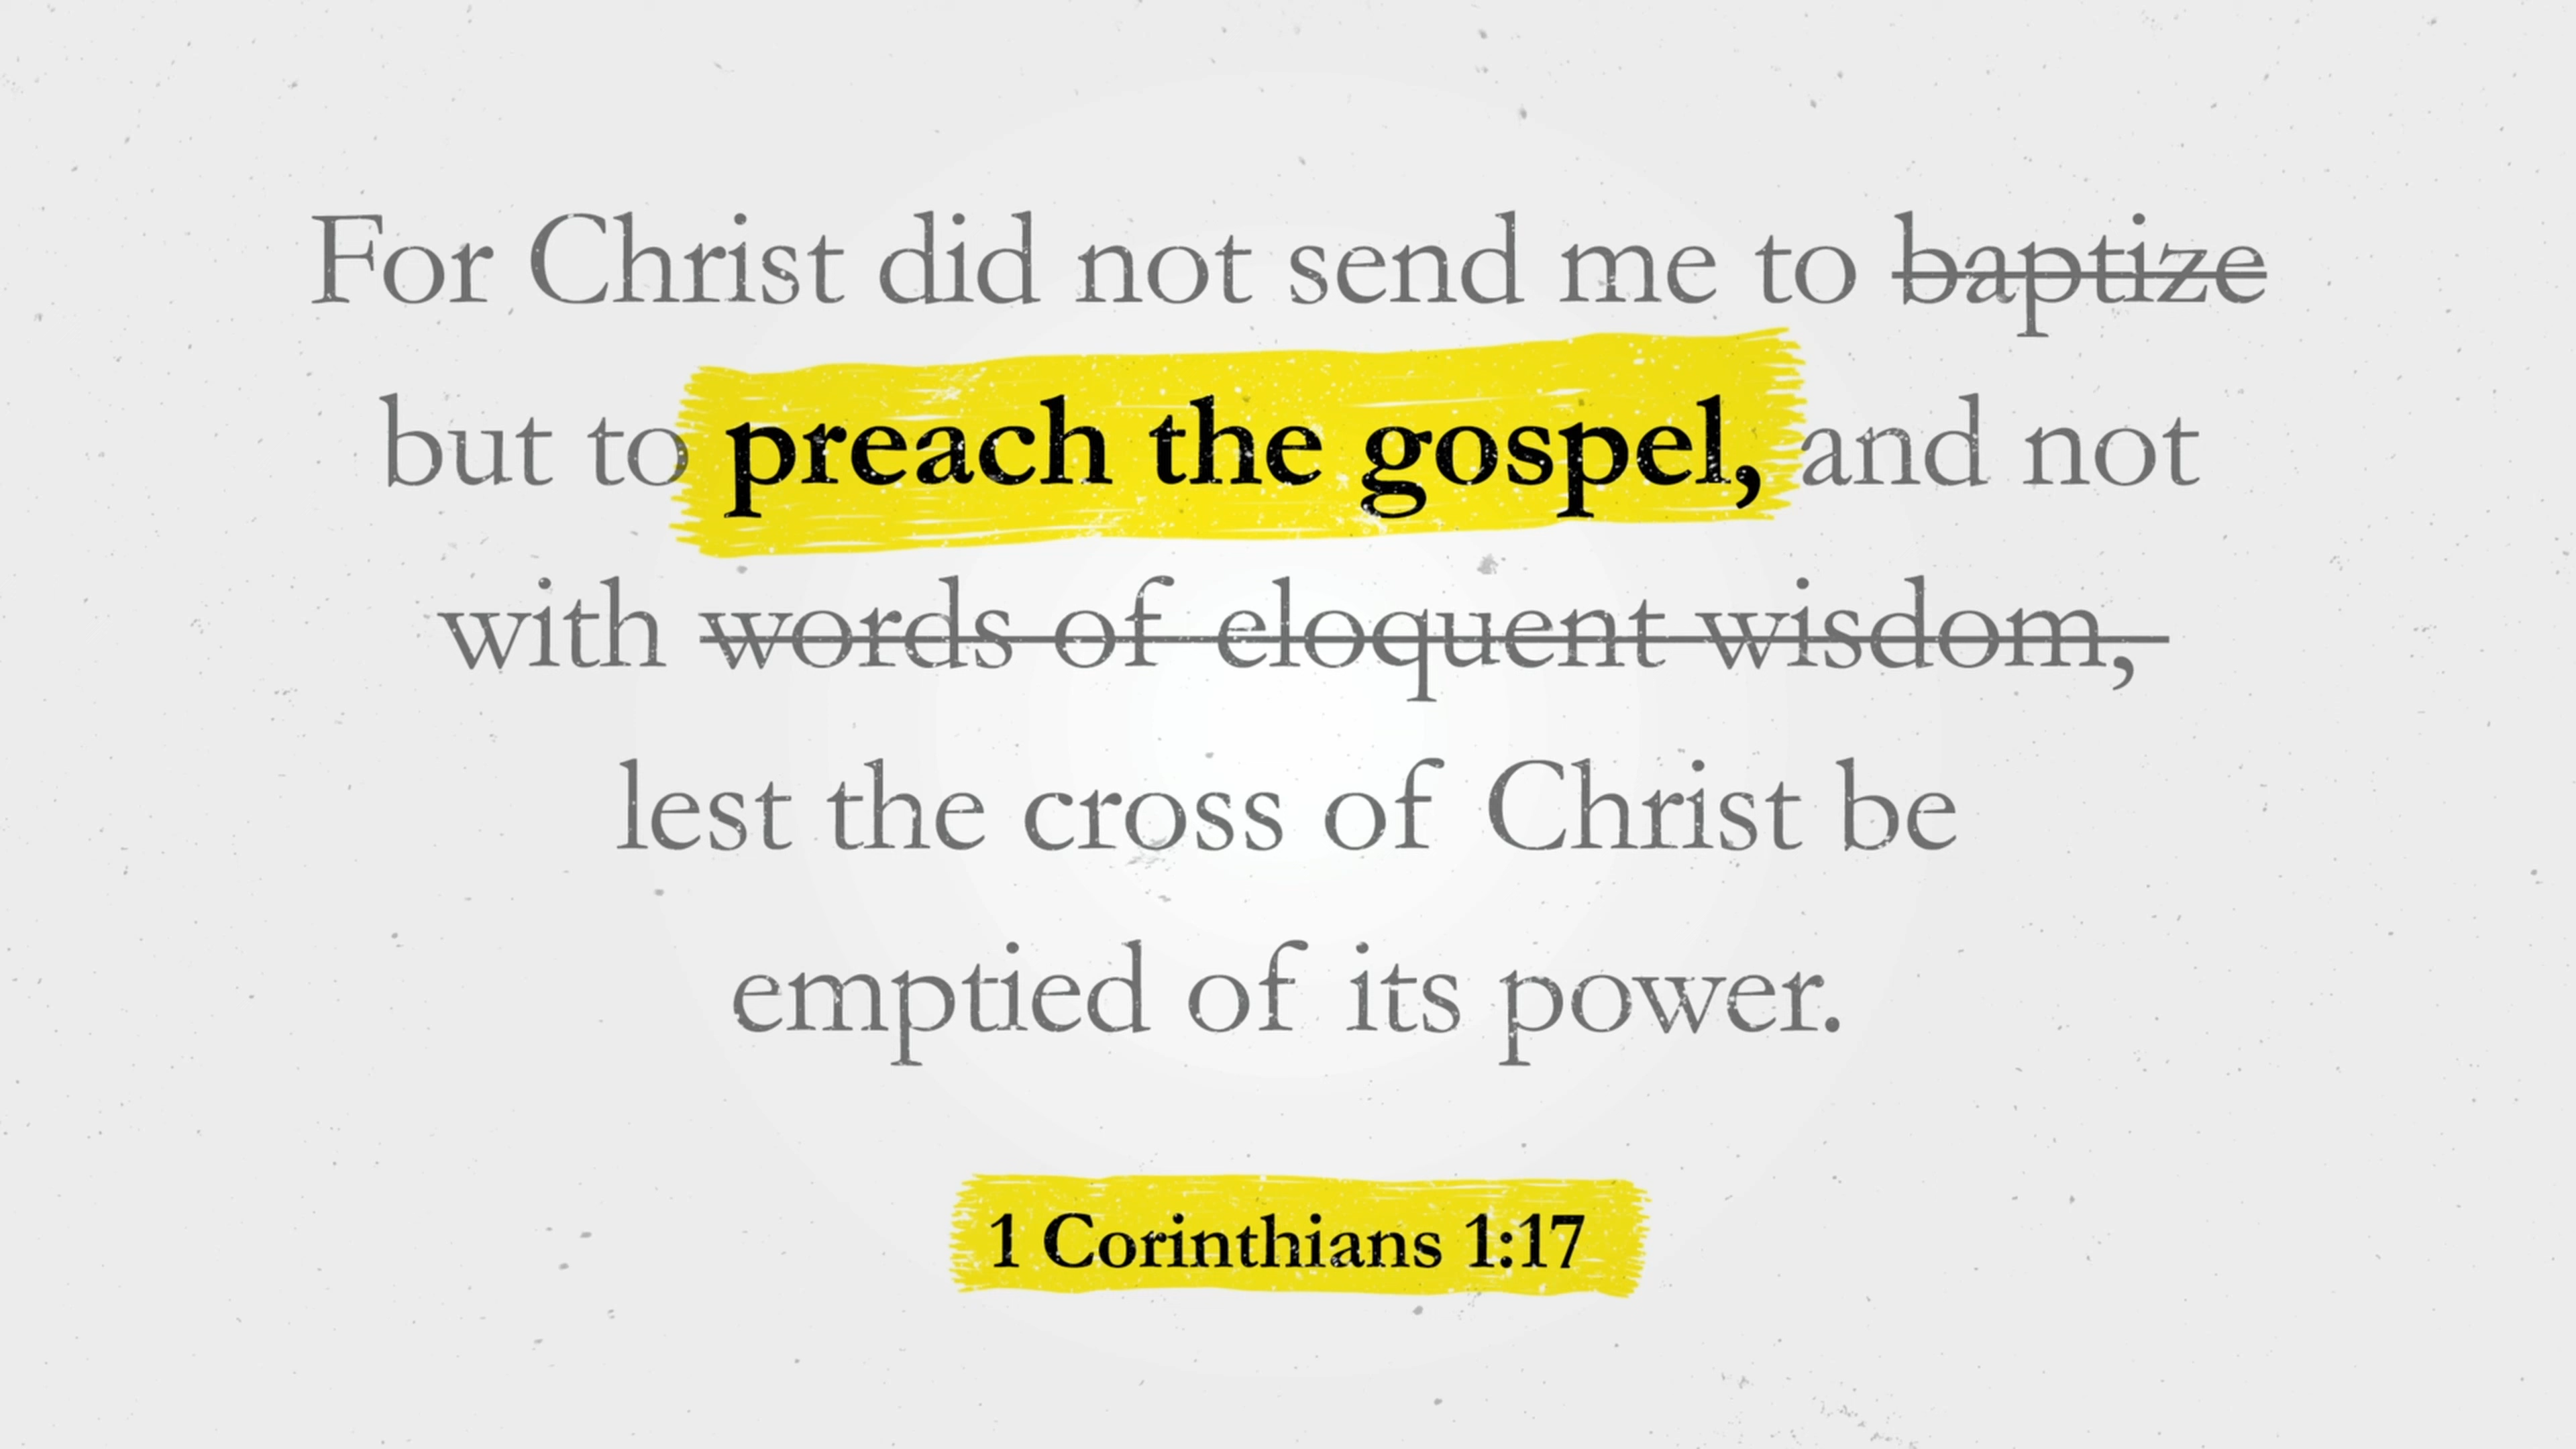 For Christ did not send me to baptize
but to preach the gospel, and not
with words of eloquent wisdom,
lest the cross of Christ be
emptied of its power.
1 Corinthians 1:17